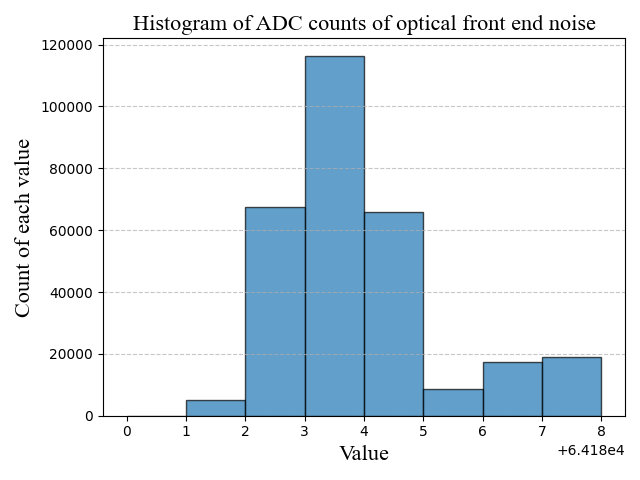 Histogram of ADC counts of optical front end noise
Count of each value
120000
100000
80000
60000
40000
20000
0
0 1 2 3 4 5 6 7 8
+6.418e4
Value